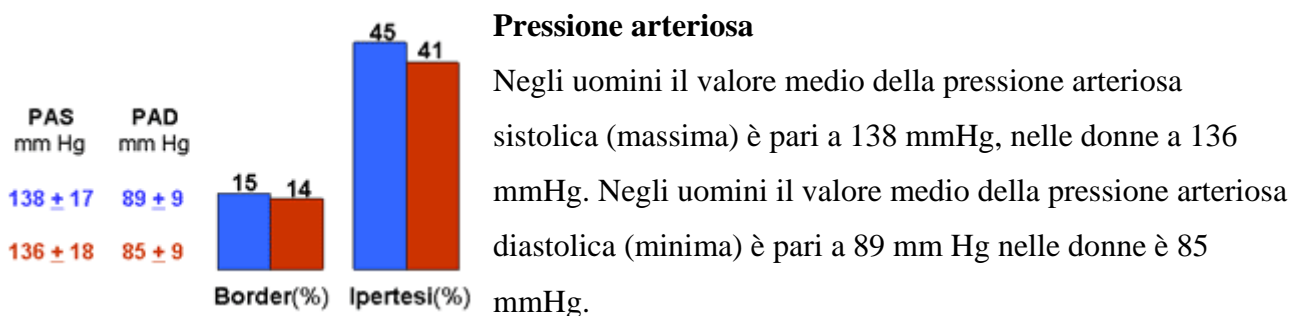 PAS PAD
mm Hg mm Hg
138 ± 17 89 ± 9
136 ± 18 85 ± 9
15 14
45 41
Border(%) Ipertesi(%)
Pressione arteriosa
Negli uomini il valore medio della pressione arteriosa
sistolica (massima) è pari a 138 mmHg, nelle donne a 136
mmHg. Negli uomini il valore medio della pressione arteriosa
diastolica (minima) è pari a 89 mm Hg nelle donne è 85
mmHg.